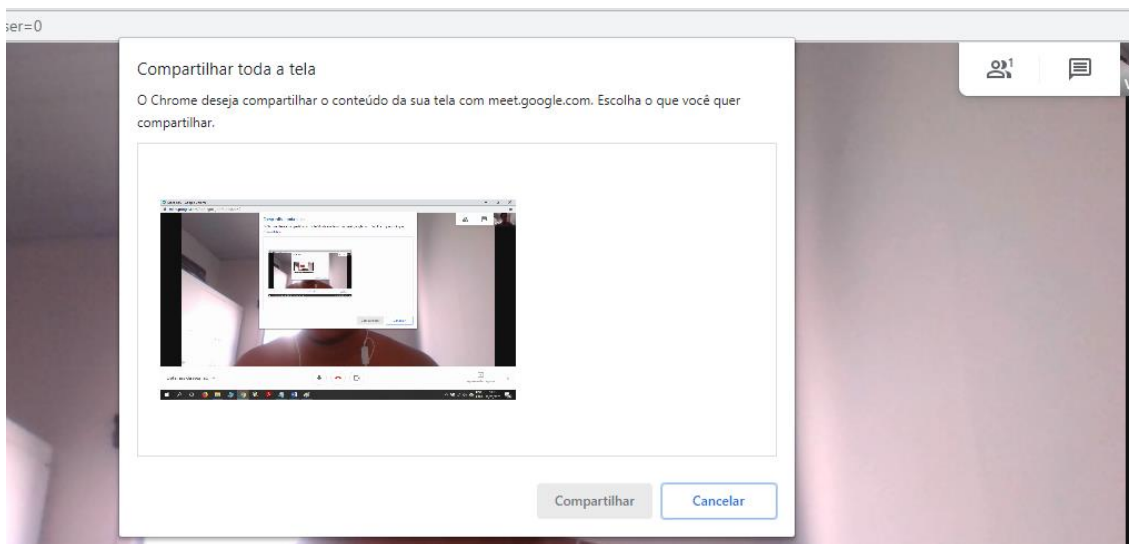 ser=0
Compartilhar toda a tela
O Chrome deseja compartilhar o conteúdo da sua tela com meet.google.com. Escolha o que você quer
compartilhar.
1
Compartilhar
Cancelar